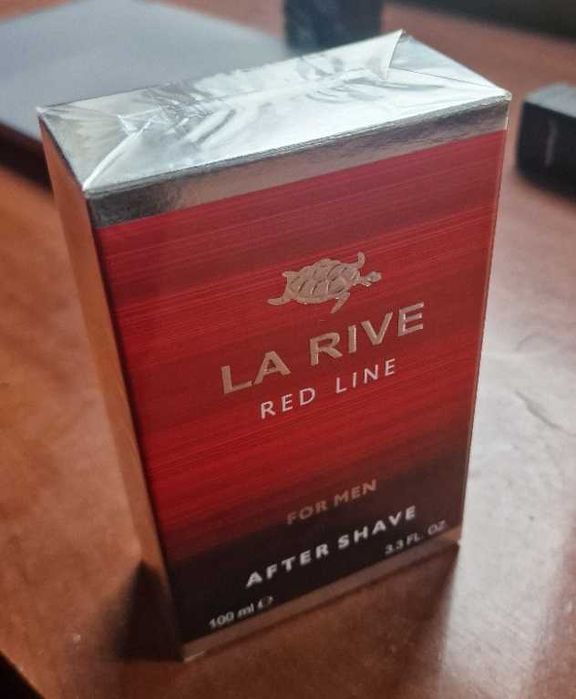 LA RIVE
RED LINE
FOR MEN
AFTER SHAVE
100 ml ℮
3.3 FL. OZ.